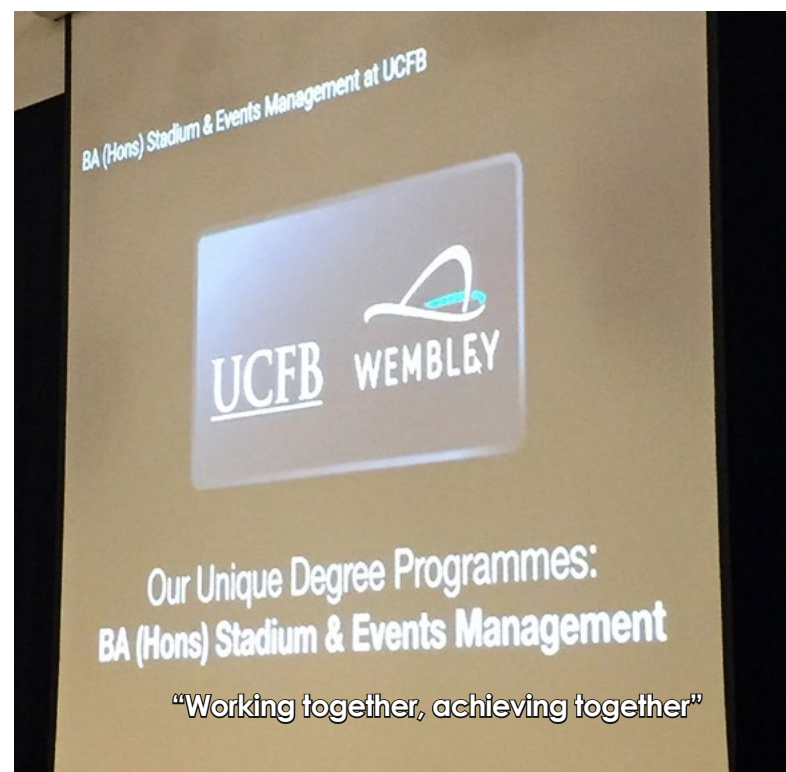 BA (Hons) Stadium & Events Management at UCFB
UCFB WEMBLEY
Our Unique Degree Programmes:
BA (Hons) Stadium & Events Management
“Working together, achieving together”